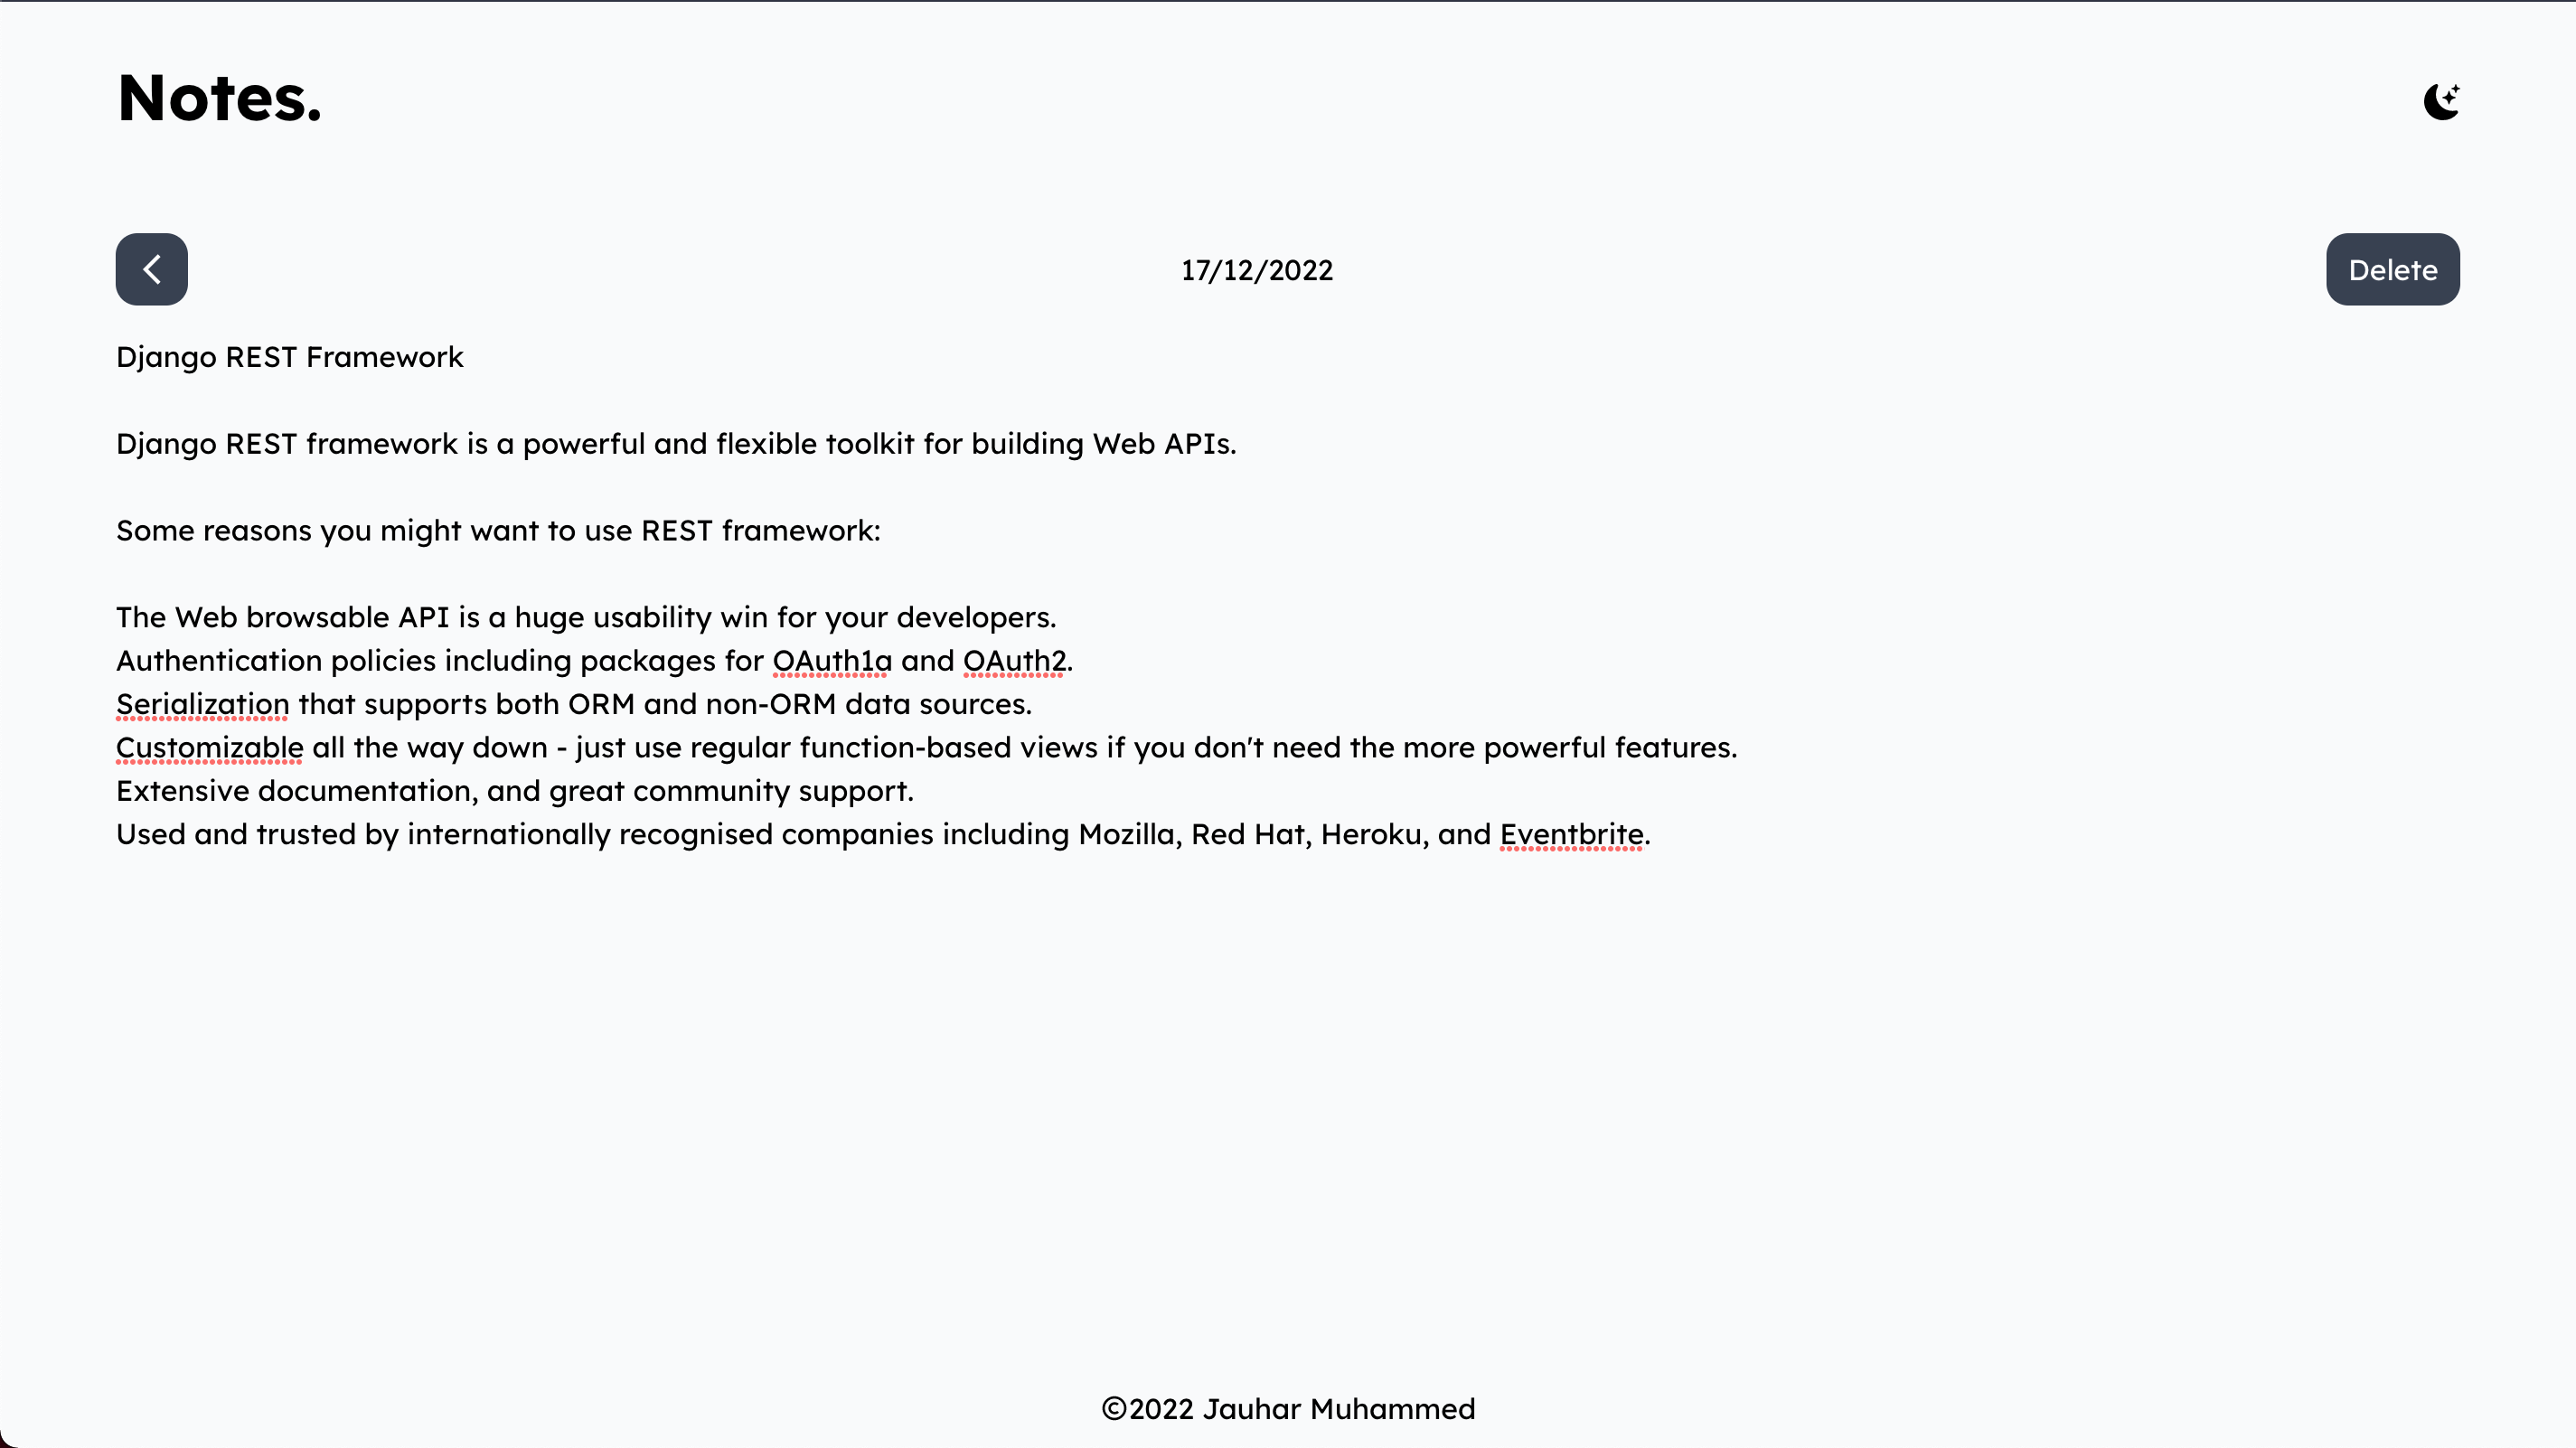 Notes.
17/12/2022
Delete
Django REST Framework
Django REST framework is a powerful and flexible toolkit for building Web APIs.
Some reasons you might want to use REST framework:
The Web browsable API is a huge usability win for your developers.
Authentication policies including packages for OAuth1a and OAuth2.
Serialization that supports both ORM and non-ORM data sources.
Customizable all the way down - just use regular function-based views if you don't need the more powerful features.
Extensive documentation, and great community support.
Used and trusted by internationally recognised companies including Mozilla, Red Hat, Heroku, and Eventbrite.
©2022 Jauhar Muhammed